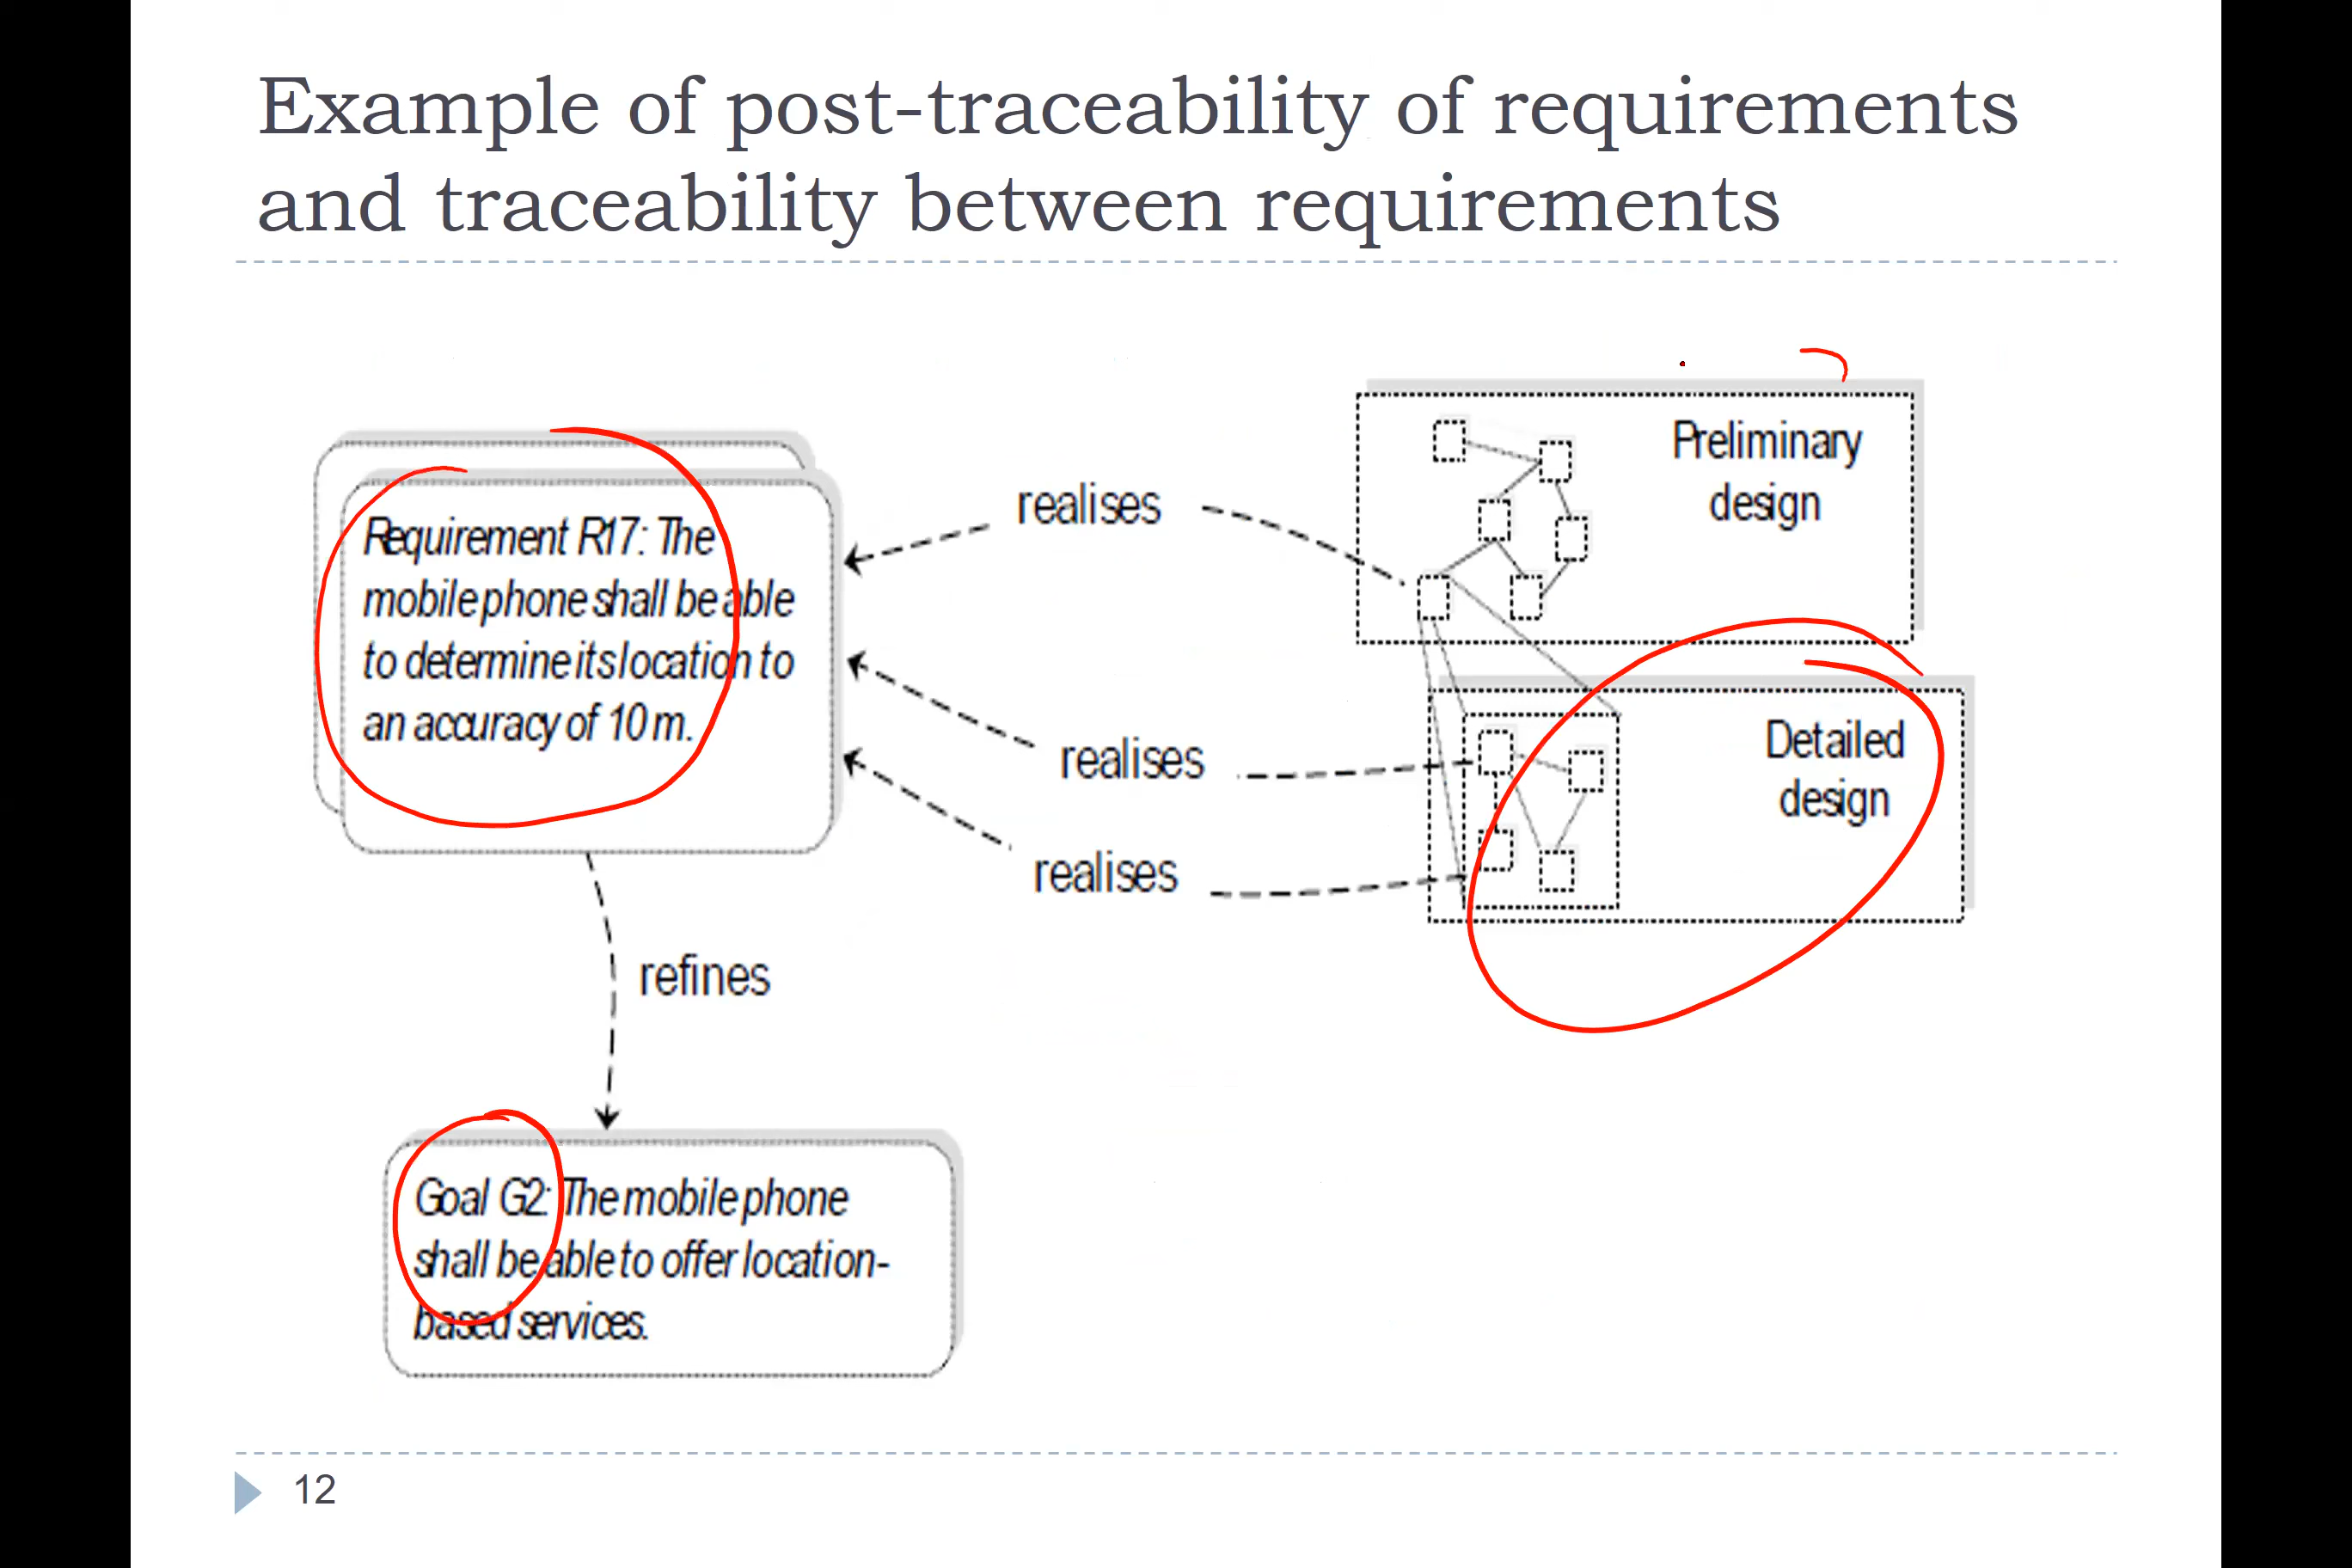 Example of post-traceability of requirements
and traceability between requirements
Requirement R17: The
mobile phone shall be able
to determine its location to
an accuracy of 10 m.
realises
realises
realises
Preliminary
design
Detailed
design
refines
Goal G2: The mobile phone
shall be able to offer location-
based services.
12